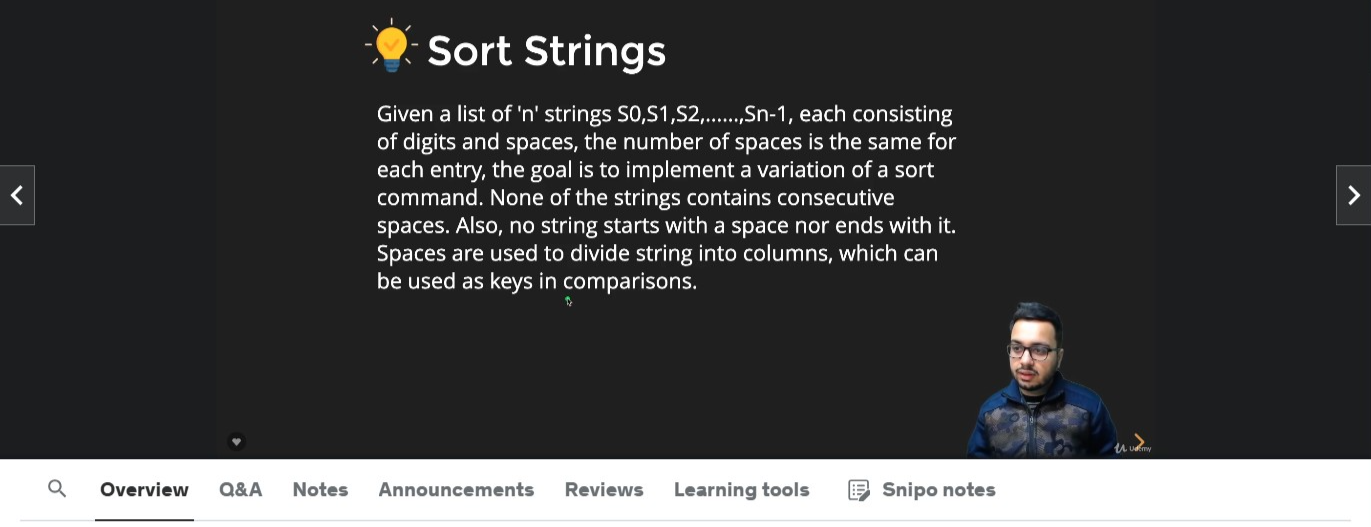 Sort Strings
Given a list of 'n' strings S0,S1,S2,......,Sn-1, each consisting
of digits and spaces, the number of spaces is the same for
each entry, the goal is to implement a variation of a sort
command. None of the strings contains consecutive
spaces. Also, no string starts with a space nor ends with it.
Spaces are used to divide string into columns, which can
be used as keys in comparisons.
Udemy
Overview Q&A Notes Announcements Reviews Learning tools Snipo notes